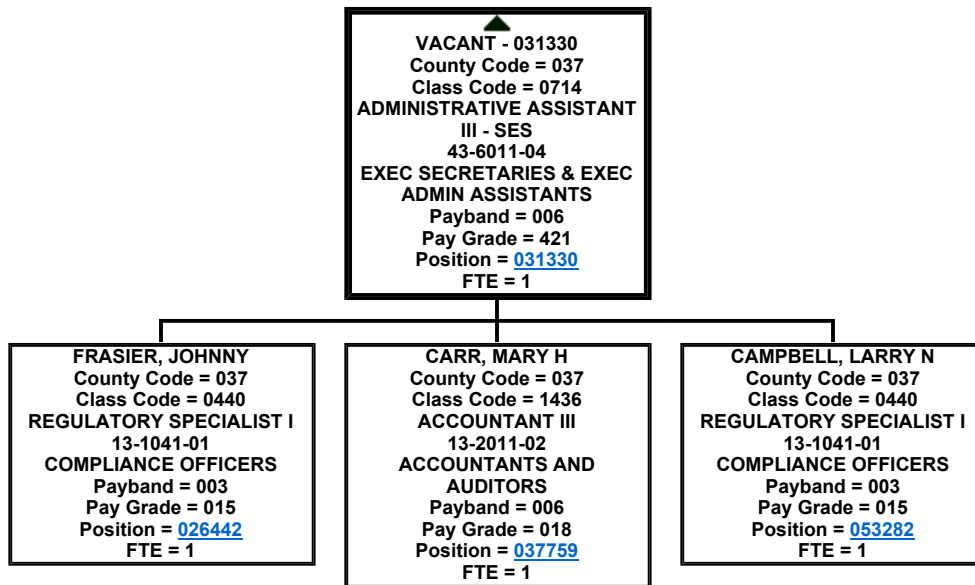 VACANT - 031330
County Code = 037
Class Code = 0714
ADMINISTRATIVE ASSISTANT
III - SES
43-6011-04
EXEC SECRETARIES & EXEC
ADMIN ASSISTANTS
Payband = 006
Pay Grade = 421
Position = 031330
FTE = 1
FRASIER, JOHNNY
County Code = 037
Class Code = 0440
REGULATORY SPECIALIST I
13-1041-01
COMPLIANCE OFFICERS
Payband = 003
Pay Grade = 015
Position = 026442
FTE = 1
CARR, MARY H
County Code = 037
Class Code = 1436
ACCOUNTANT III
13-2011-02
ACCOUNTANTS AND
AUDITORS
Payband = 006
Pay Grade = 018
Position = 037759
FTE = 1
CAMPBELL, LARRY N
County Code = 037
Class Code = 0440
REGULATORY SPECIALIST I
13-1041-01
COMPLIANCE OFFICERS
Payband = 003
Pay Grade = 015
Position = 053282
FTE = 1